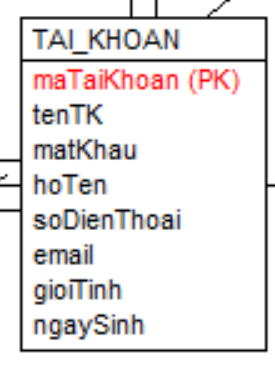 TAI_KHOAN
maTaiKhoan (PK)
tenTK
matKhau
hoTen
soDienThoai
email
gioiTinh
ngaySinh